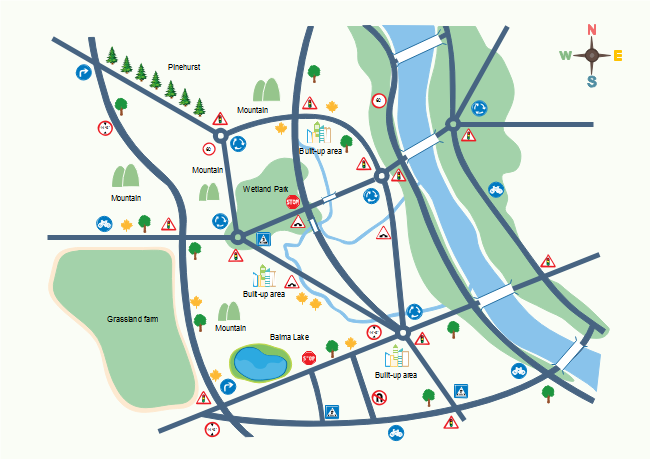 N
W E
S
Pinehurst
Mountain
Built-up area
Mountain
Wetland Park
STOP
Mountain
Built-up area
Grassland farm
Mountain
Balma Lake
STOP
Built-up area